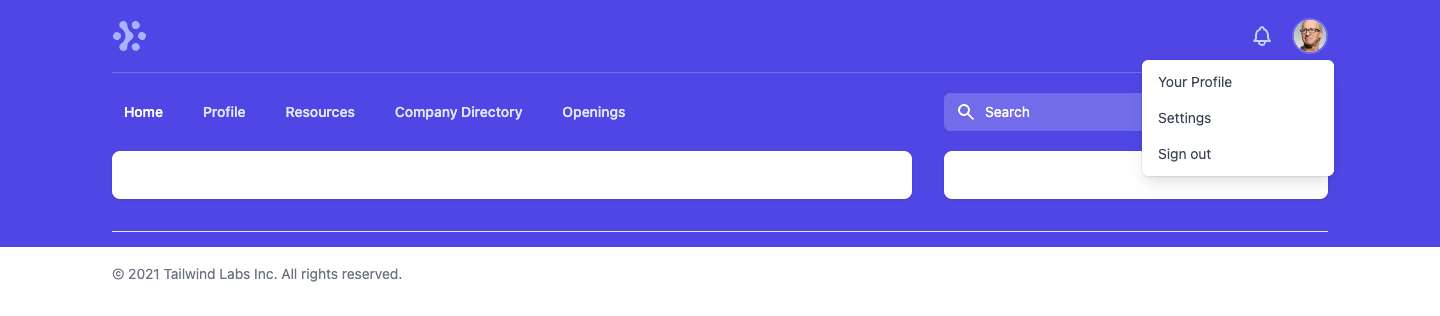 Your Profile
Home Profile Resources Company Directory Openings Search
Settings
Sign out
© 2021 Tailwind Labs Inc. All rights reserved.